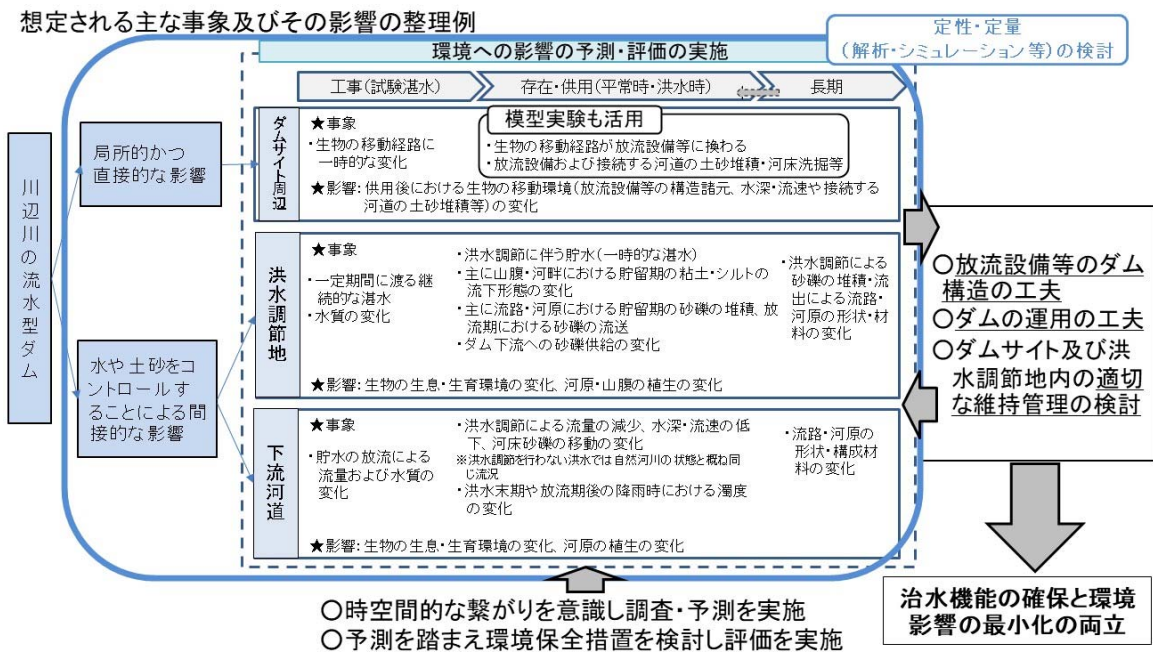 想定される主な事象及びその影響の整理例
定性・定量
(解析・シミュレーション等)の検討
環境への影響の予測・評価の実施
工事(試験湛水)
存在・供用(平常時・洪水時)
長期
川辺川の流水型ダム
局所的かつ
直接的な影響
水や土砂をコ
ントロールす
ることによる間
接的な影響
ダムサイト周辺
★事象
・生物の移動経路に
一時的な変化
模型実験も活用
・生物の移動経路が放流設備等に換わる
・放流設備および接続する河道の土砂堆積・河床洗掘等
★影響:供用後における生物の移動環境(放流設備等の構造諸元、水深・流速や接続する
河道の土砂堆積等)の変化
洪水調節地
★事象
・一定期間に渡る継
続的な湛水
・水質の変化
・洪水調節に伴う貯水(一時的な湛水)
・主に山腹・河畔における貯留期の粘土・シルトの
流下形態の変化
・主に流路・河原における貯留期の砂礫の堆積、放
流期における砂礫の流送
・ダム下流への砂礫供給の変化
・洪水調節による
砂礫の堆積・流
出による流路・
河原の形状・材
料の変化
★影響:生物の生息・生育環境の変化、河原・山腹の植生の変化
下流河道
★事象
・貯水の放流による
流量および水質の
変化
・洪水調節による流量の減少、水深・流速の低
下、河床砂礫の移動の変化
※洪水調節を行わない洪水では自然河川の状態と概ね同
じ流況
・洪水末期や放流期後の降雨時における濁度
の変化
・流路・河原の
形状・構成材
料の変化
★影響:生物の生息・生育環境の変化、河原の植生の変化
○放流設備等のダム
構造の工夫
○ダムの運用の工夫
○ダムサイト及び洪
水調節地内の適切
な維持管理の検討
○時空間的な繋がりを意識し調査・予測を実施
○予測を踏まえ環境保全措置を検討し評価を実施
治水機能の確保と環境
影響の最小化の両立